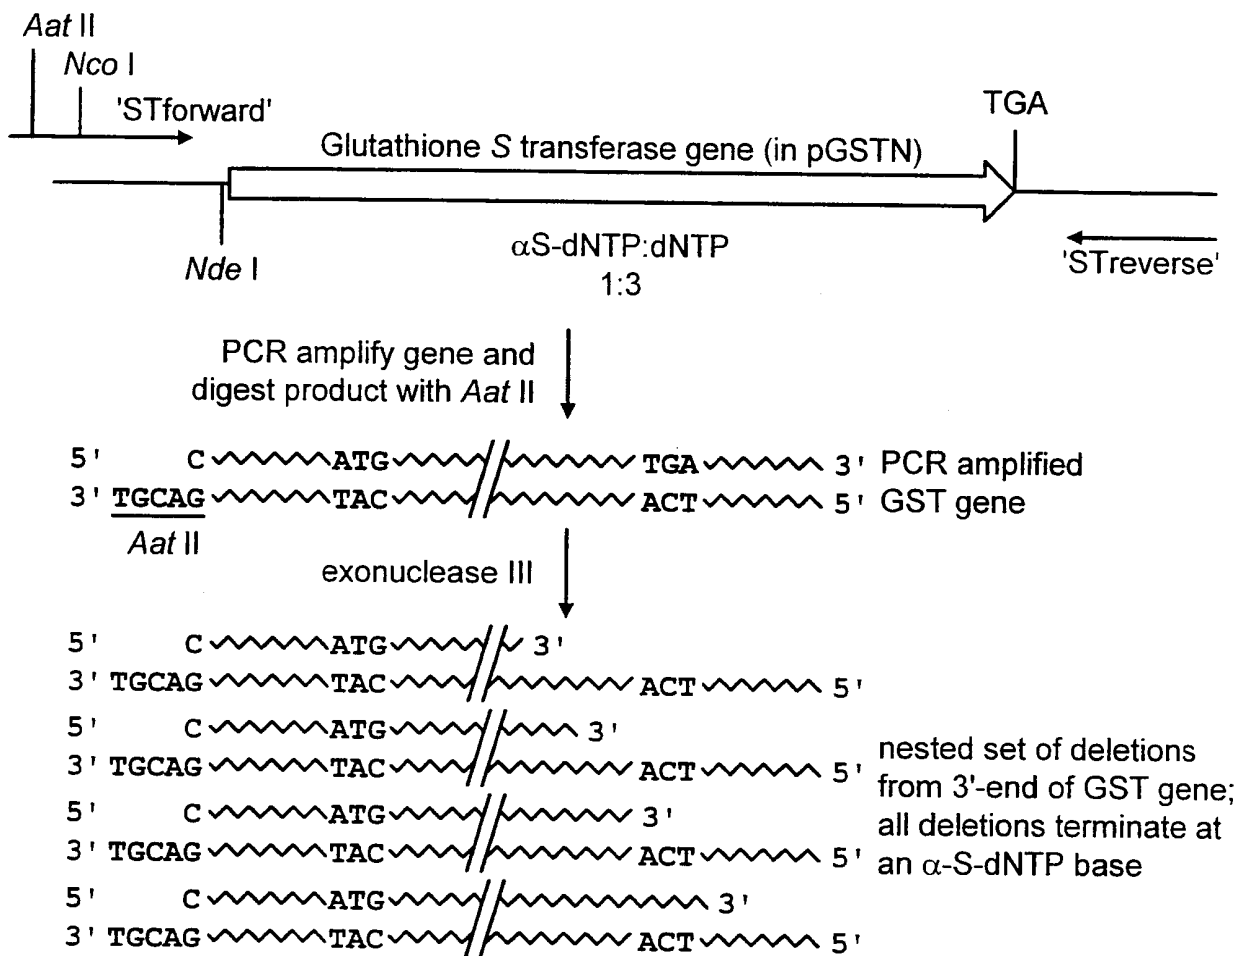 Aat II
Nco I
'STforward'
TGA
Glutathione S transferase gene (in pGSTN)
Nde I
αS-dNTP:dNTP
1:3
'STreverse'
PCR amplify gene and
digest product with Aat II
5' C ATG TGA 3' PCR amplified
3' TGCAG TAC ACT 5' GST gene
Aat II
exonuclease III
5' C ATG 3'
3' TGCAG TAC ACT 5'
5' C ATG 3'
3' TGCAG TAC ACT 5'
5' C ATG 3'
3' TGCAG TAC ACT 5'
5' C ATG 3'
3' TGCAG TAC ACT 5'
nested set of deletions
from 3'-end of GST gene;
all deletions terminate at
an α-S-dNTP base